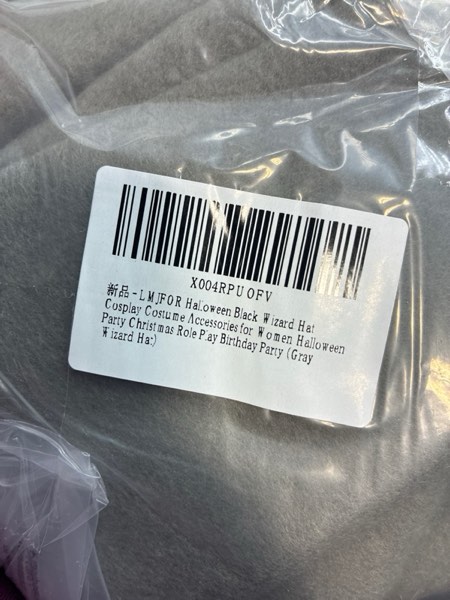 X004RPUOFV
新品 - LMJFOR Halloween Black Wizard Hat
Cosplay Costume Accessories for Women Halloween
Party Christmas Role Play Birthday Party (Gray
Wizard Hat)